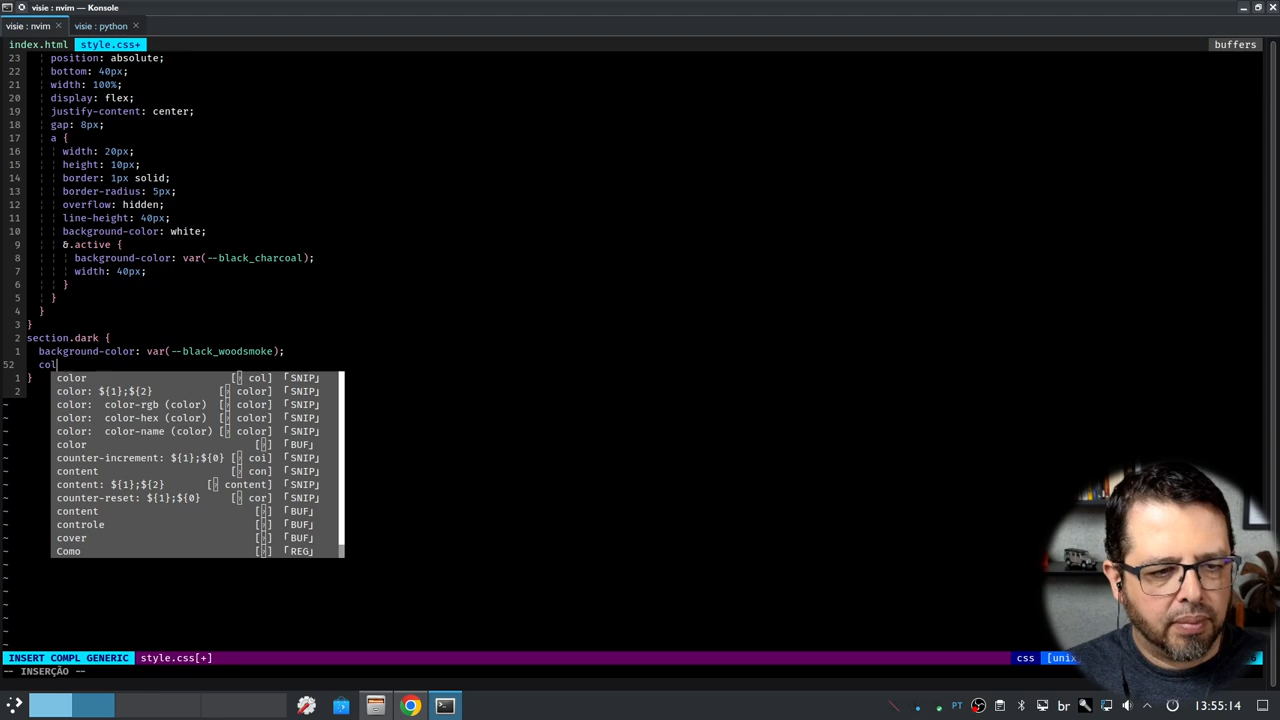 visie : nvim — Konsole
visie : nvim
visie : python
index.html style.css+ buffers
23 position: absolute;
22 bottom: 40px;
21 width: 100%;
20 display: flex;
19 justify-content: center;
18 gap: 8px;
17 a {
16 width: 20px;
15 height: 10px;
14 border: 1px solid;
13 border-radius: 5px;
12 overflow: hidden;
11 line-height: 40px;
10 background-color: white;
9 &.active {
8 background-color: var(--black_charcoal);
7 width: 40px;
6 }
5 }
4 }
3 }
2 section.dark {
1 background-color: var(--black_woodsmoke);
52 col
color [ col] 「SNIP」
1 }
color: ${1};${2} [ color] 「SNIP」
2
color: color-rgb (color) [ color] 「SNIP」
color: color-hex (color) [ color] 「SNIP」
color: color-name (color) [ color] 「SNIP」
color [ ] 「BUF」
counter-increment: ${1};${0} [ coi] 「SNIP」
content [ con] 「SNIP」
content: ${1};${2} [ content] 「SNIP」
counter-reset: ${1};${0} [ cor] 「SNIP」
content [ ] 「BUF」
controle [ ] 「BUF」
cover [ ] 「BUF」
Como [ ] 「REG」
INSERT COMPL GENERIC style.css[+] css [unix
-- INSERÇÃO --
PT br 13:55:14